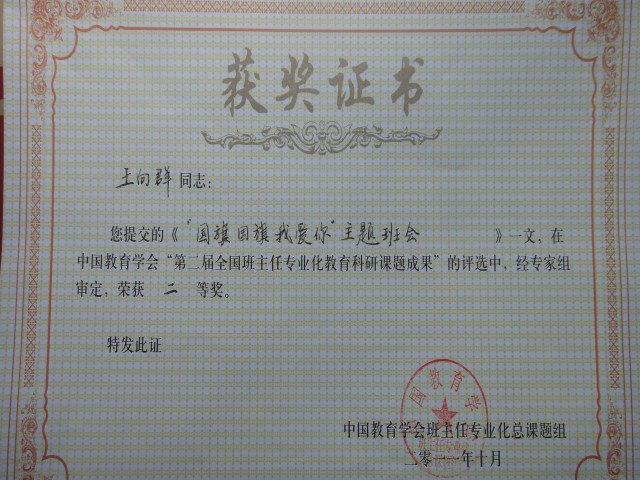 获奖证书
王向群 同志：
您提交的《“国旗国旗我爱你”主题班会 》一文，在
中国教育学会“第二届全国班主任专业化教育科研课题成果”的评选中，经专家组
审定，荣获 二 等奖。
特发此证
国教育学
中国教育学会班主任专业化总课题组
二零一一年十月